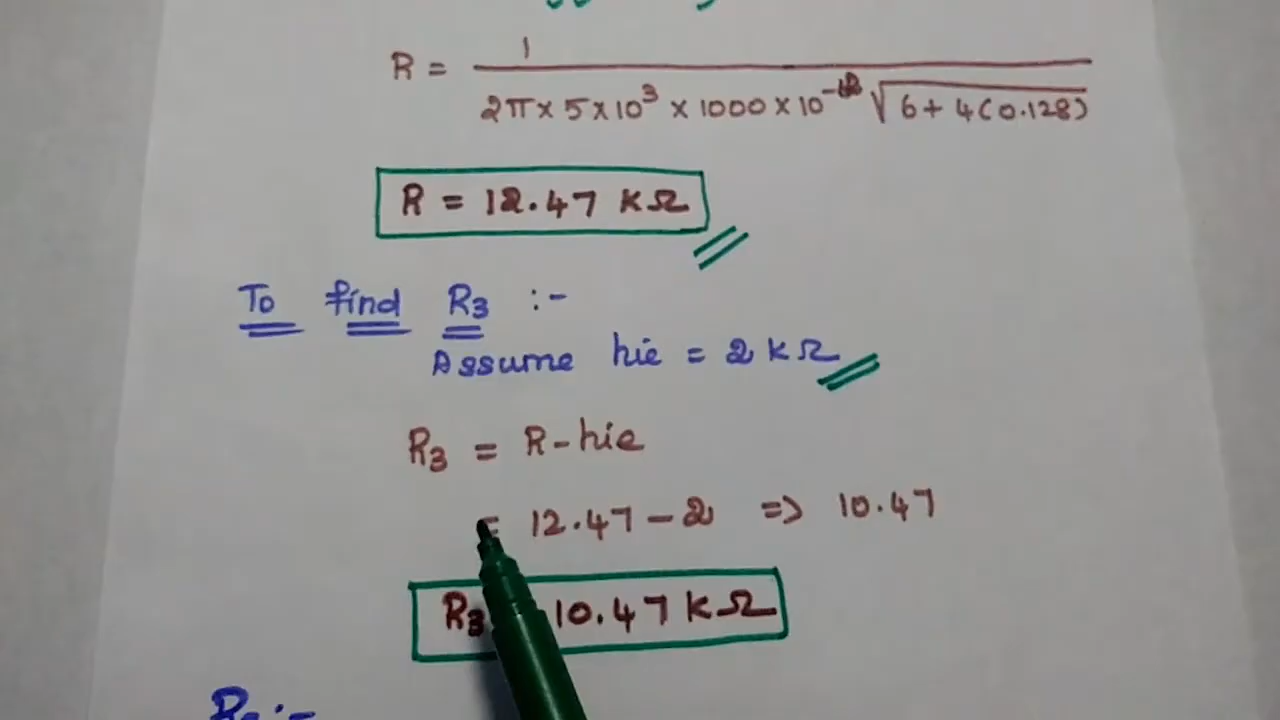 R = 1 / 2π × 5 × 10³ × 1000 × 10⁻¹² √6 + 4(0.128)
R = 12.47 kΩ
To find R₃ :-
Assume hie = 2 kΩ
R₃ = R - hie
= 12.47 - 2 => 10.47
R₃ 10.47 kΩ